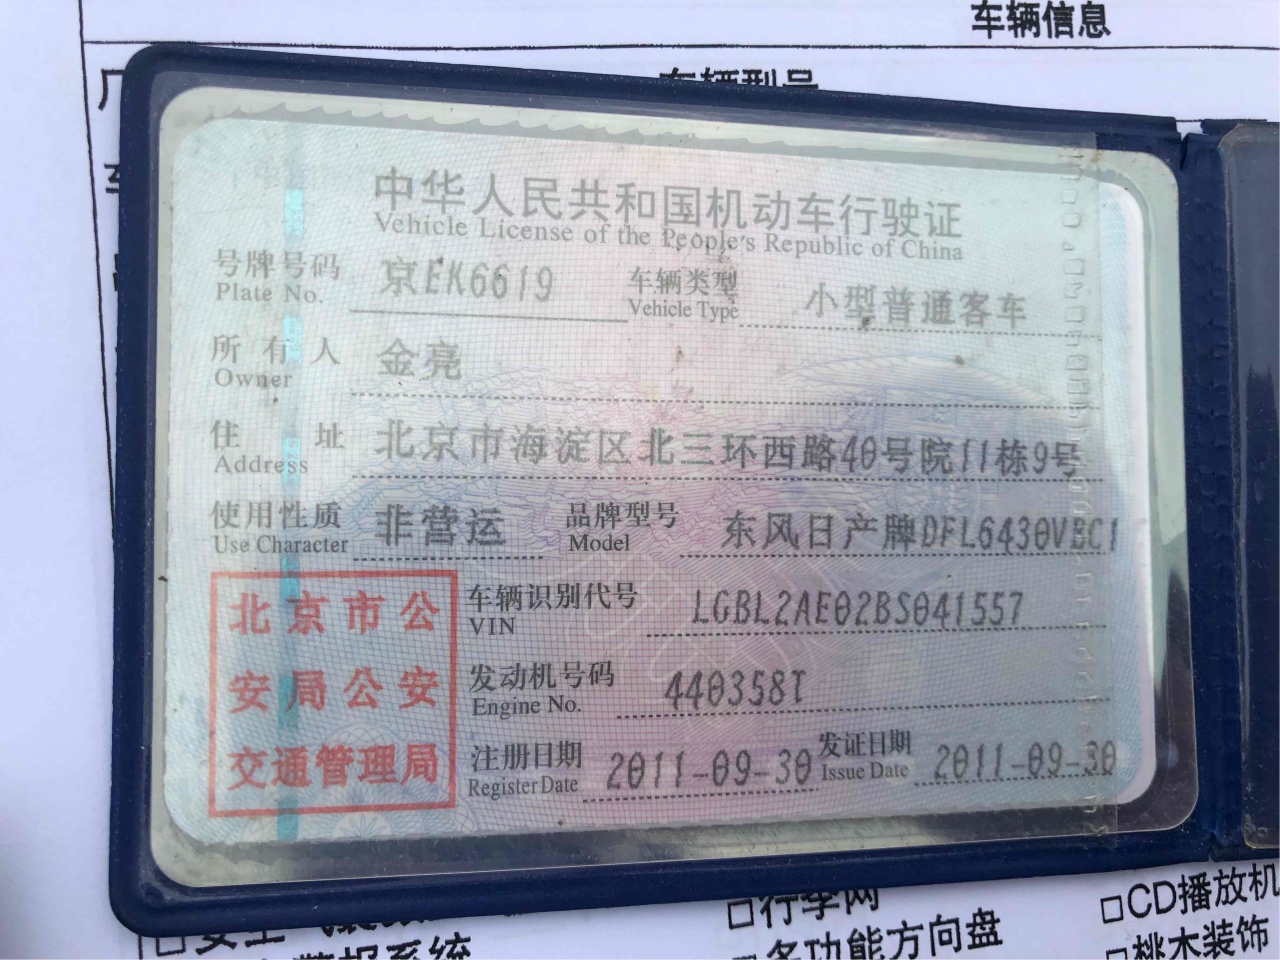 车辆信息
车辆型号
中华人民共和国机动车行驶证
Vehicle License of the People's Republic of China
号牌号码 京EK6619 车辆类型 小型普通客车
Plate No. Vehicle Type
所有人 金亮
Owner
住址 北京市海淀区北三环西路40号院11栋9号
Address
使用性质 非营运 品牌型号 东风日产牌DFL6430VBC1
Use Character Model
北京市公
安局公安
交通管理局
车辆识别代号 LGBL2AE02BS041557
VIN
发动机号码 440358T
Engine No.
注册日期 2011-09-30 发证日期 2011-09-30
Register Date Issue Date
□行李网
□CD播放机
□多功能方向盘
□桃木装饰